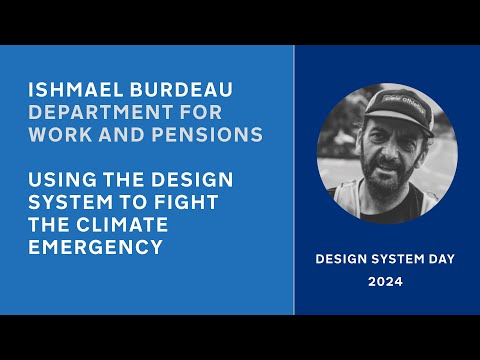 ISHMAEL BURDEAU
DEPARTMENT FOR
WORK AND PENSIONS
USING THE DESIGN
SYSTEM TO FIGHT
THE CLIMATE
EMERGENCY
DESIGN SYSTEM DAY
2024